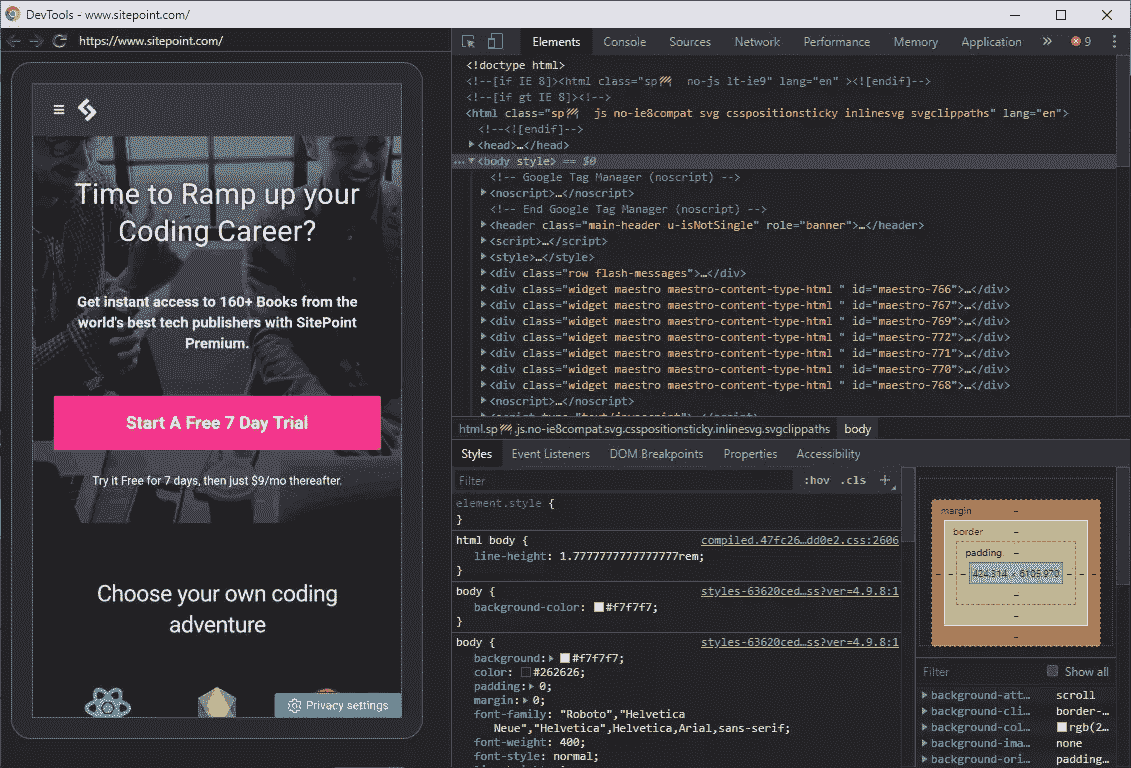 DevTools - www.sitepoint.com/
https://www.sitepoint.com/
Time to Ramp up your
Coding Career?
Get instant access to 160+ Books from the
world's best tech publishers with SitePoint
Premium.
Start A Free 7 Day Trial
Try it Free for 7 days, then just $9/mo thereafter.
Choose your own coding
adventure
Privacy settings
Elements Console Sources Network Performance Memory Application » 9
<!doctype html>
<!--[if IE 8]><html class="sp🏁 no-js lt-ie9" lang="en" ><![endif]-->
<!--[if gt IE 8]><!-->
<html class="sp🏁 js no-ie8compat svg csspositionsticky inlinesvg svgclippaths" lang="en">
<!--<![endif]-->
<head>…</head>
<body style> == $0
<!-- Google Tag Manager (noscript) -->
<noscript>…</noscript>
<!-- End Google Tag Manager (noscript) -->
<header class="main-header u-isNotSingle" role="banner">…</header>
<script>…</script>
<style>…</style>
<div class="row flash-messages">…</div>
<div class="widget maestro maestro-content-type-html " id="maestro-766">…</div>
<div class="widget maestro maestro-content-type-html " id="maestro-767">…</div>
<div class="widget maestro maestro-content-type-html " id="maestro-769">…</div>
<div class="widget maestro maestro-content-type-html " id="maestro-772">…</div>
<div class="widget maestro maestro-content-type-html " id="maestro-771">…</div>
<div class="widget maestro maestro-content-type-html " id="maestro-770">…</div>
<div class="widget maestro maestro-content-type-html " id="maestro-768">…</div>
<noscript>…</noscript>
<script type="text/javascript">…</script>
html.sp🏁.js.no-ie8compat.svg.csspositionsticky.inlinesvg.svgclippaths body
Styles Event Listeners DOM Breakpoints Properties Accessibility
Filter :hov .cls +
element.style {
}
html body { compiled.47fc26…dd0e2.css:2606
line-height: 1.7777777777777777rem;
}
body { styles-63620ced…ss?ver=4.9.8:1
background-color: #f7f7f7;
}
body { styles-63620ced…ss?ver=4.9.8:1
background: #f7f7f7;
color: #262626;
padding: 0;
margin: 0;
font-family: "Roboto","Helvetica
Neue","Helvetica",Helvetica,Arial,sans-serif;
font-weight: 400;
font-style: normal;
margin –
border –
padding –
Filter Show all
background-att… scroll
background-cli… border-…
background-col… rgb(2…
background-ima… none
background-ori… padding…